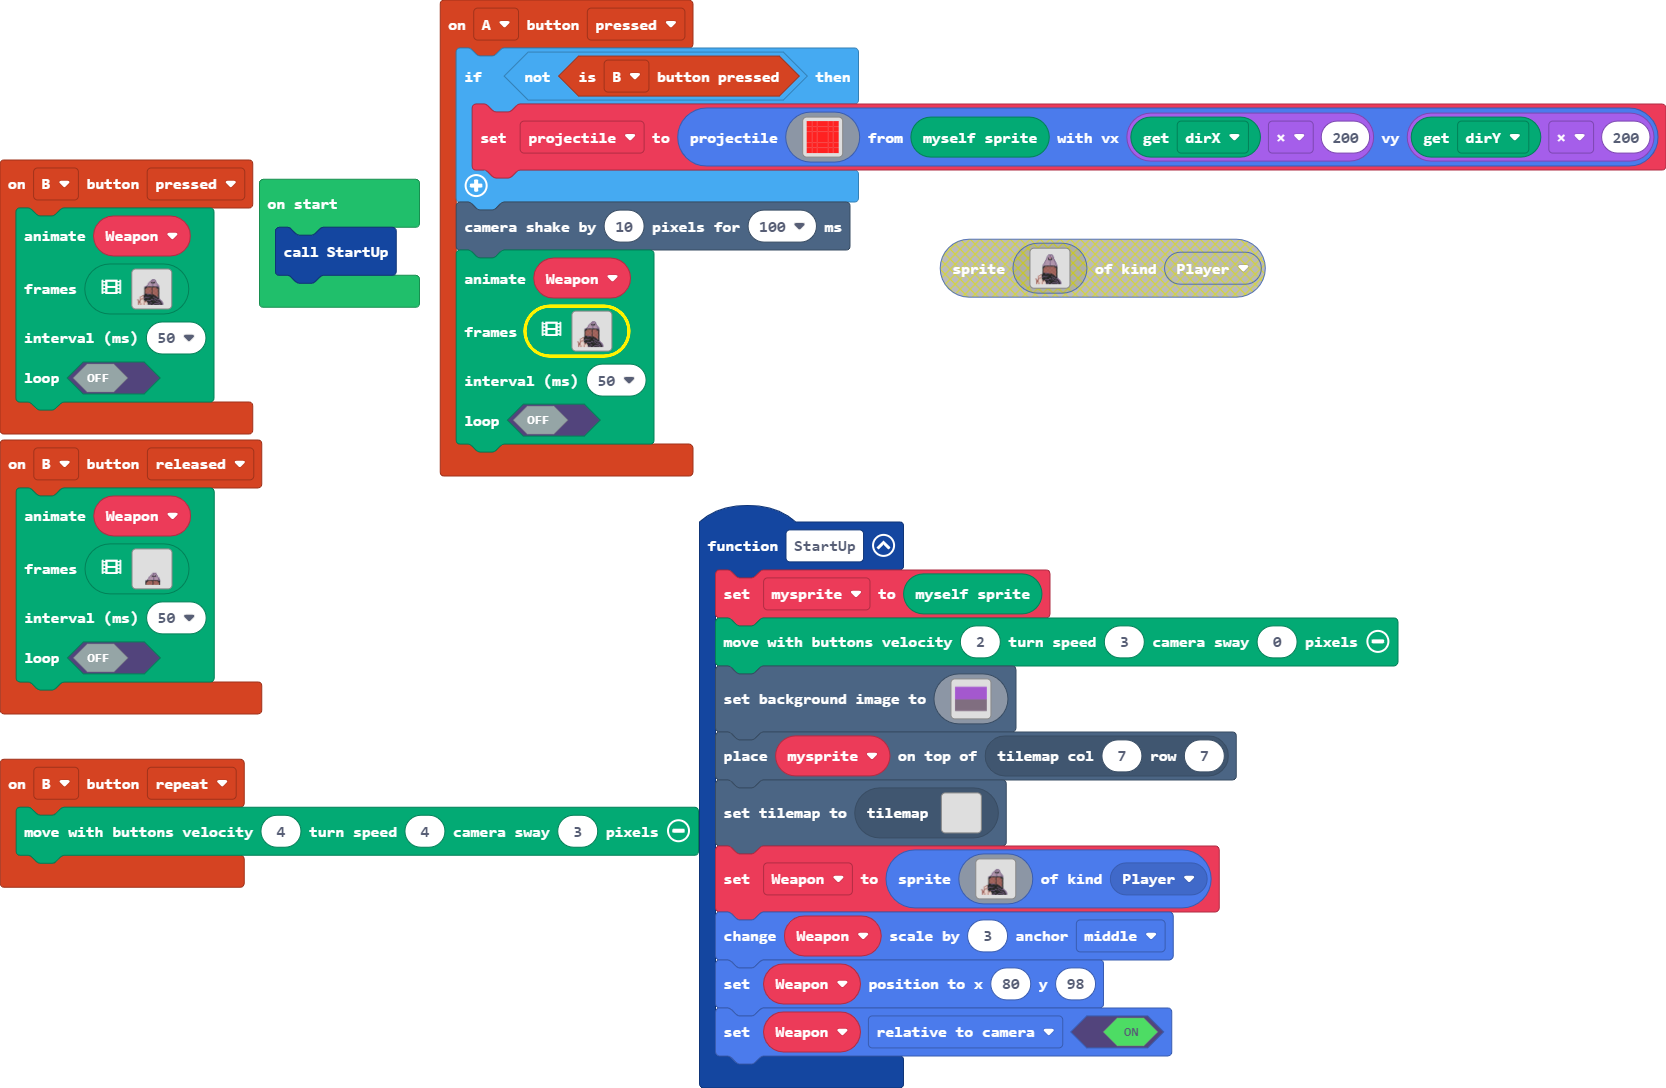 on A button pressed
if not is B button pressed then
set projectile to projectile from myself sprite with vx get dirX × 200 vy get dirY × 200
camera shake by 10 pixels for 100 ms
animate Weapon
frames
interval (ms) 50
loop OFF
on B button pressed
animate Weapon
frames
interval (ms) 50
loop OFF
on start
call StartUp
sprite of kind Player
on B button released
animate Weapon
frames
interval (ms) 50
loop OFF
on B button repeat
move with buttons velocity 4 turn speed 4 camera sway 3 pixels
function StartUp
set mysprite to myself sprite
move with buttons velocity 2 turn speed 3 camera sway 0 pixels
set background image to
place mysprite on top of tilemap col 7 row 7
set tilemap to tilemap
set Weapon to sprite of kind Player
change Weapon scale by 3 anchor middle
set Weapon position to x 80 y 98
set Weapon relative to camera ON